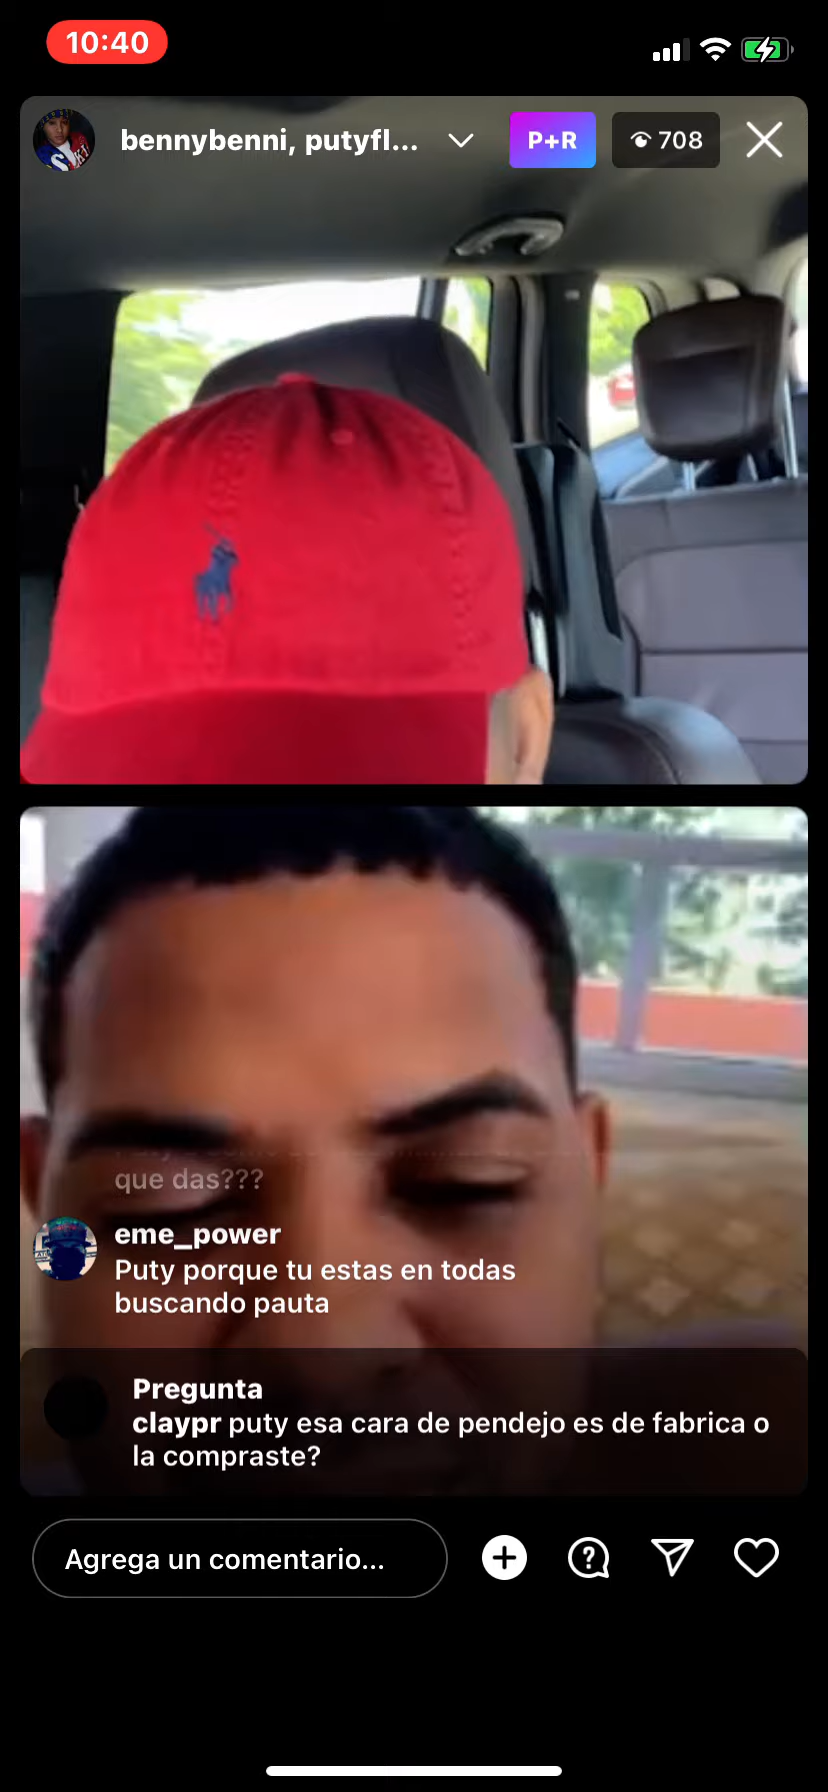 10:40
bennybenni, putyfl...
P+R
708
que das???
eme_power
Puty porque tu estas en todas
buscando pauta
Pregunta
claypr puty esa cara de pendejo es de fabrica o
la compraste?
Agrega un comentario...